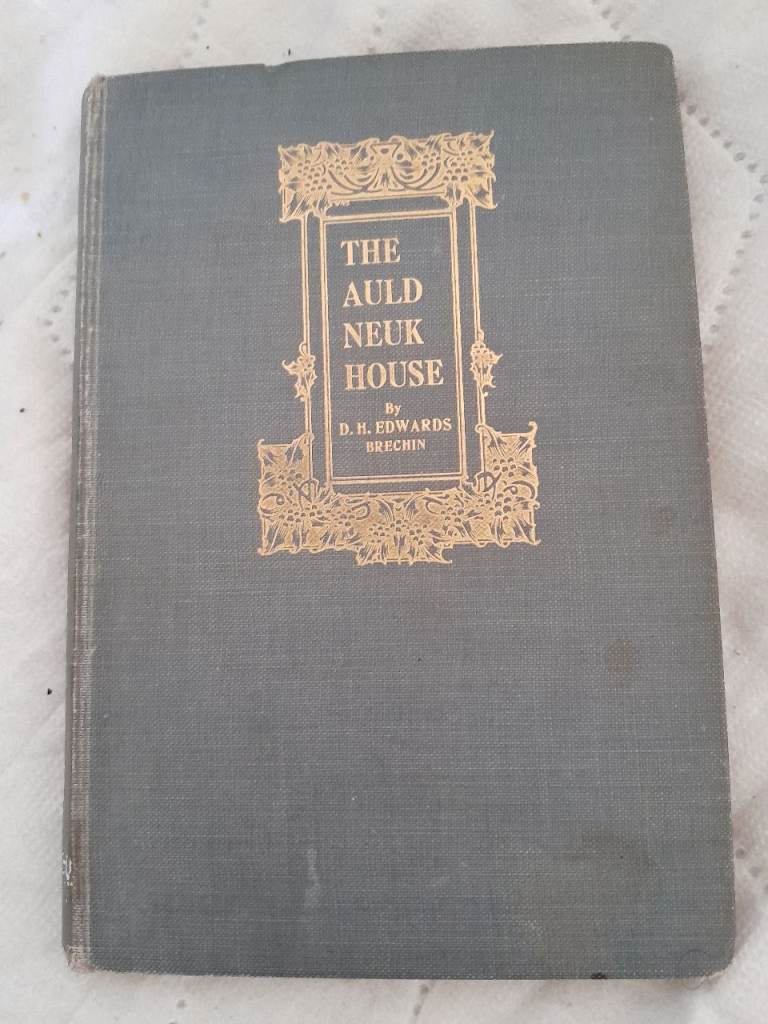 THE
AULD
NEUK
HOUSE
By
D. H. EDWARDS
BRECHIN